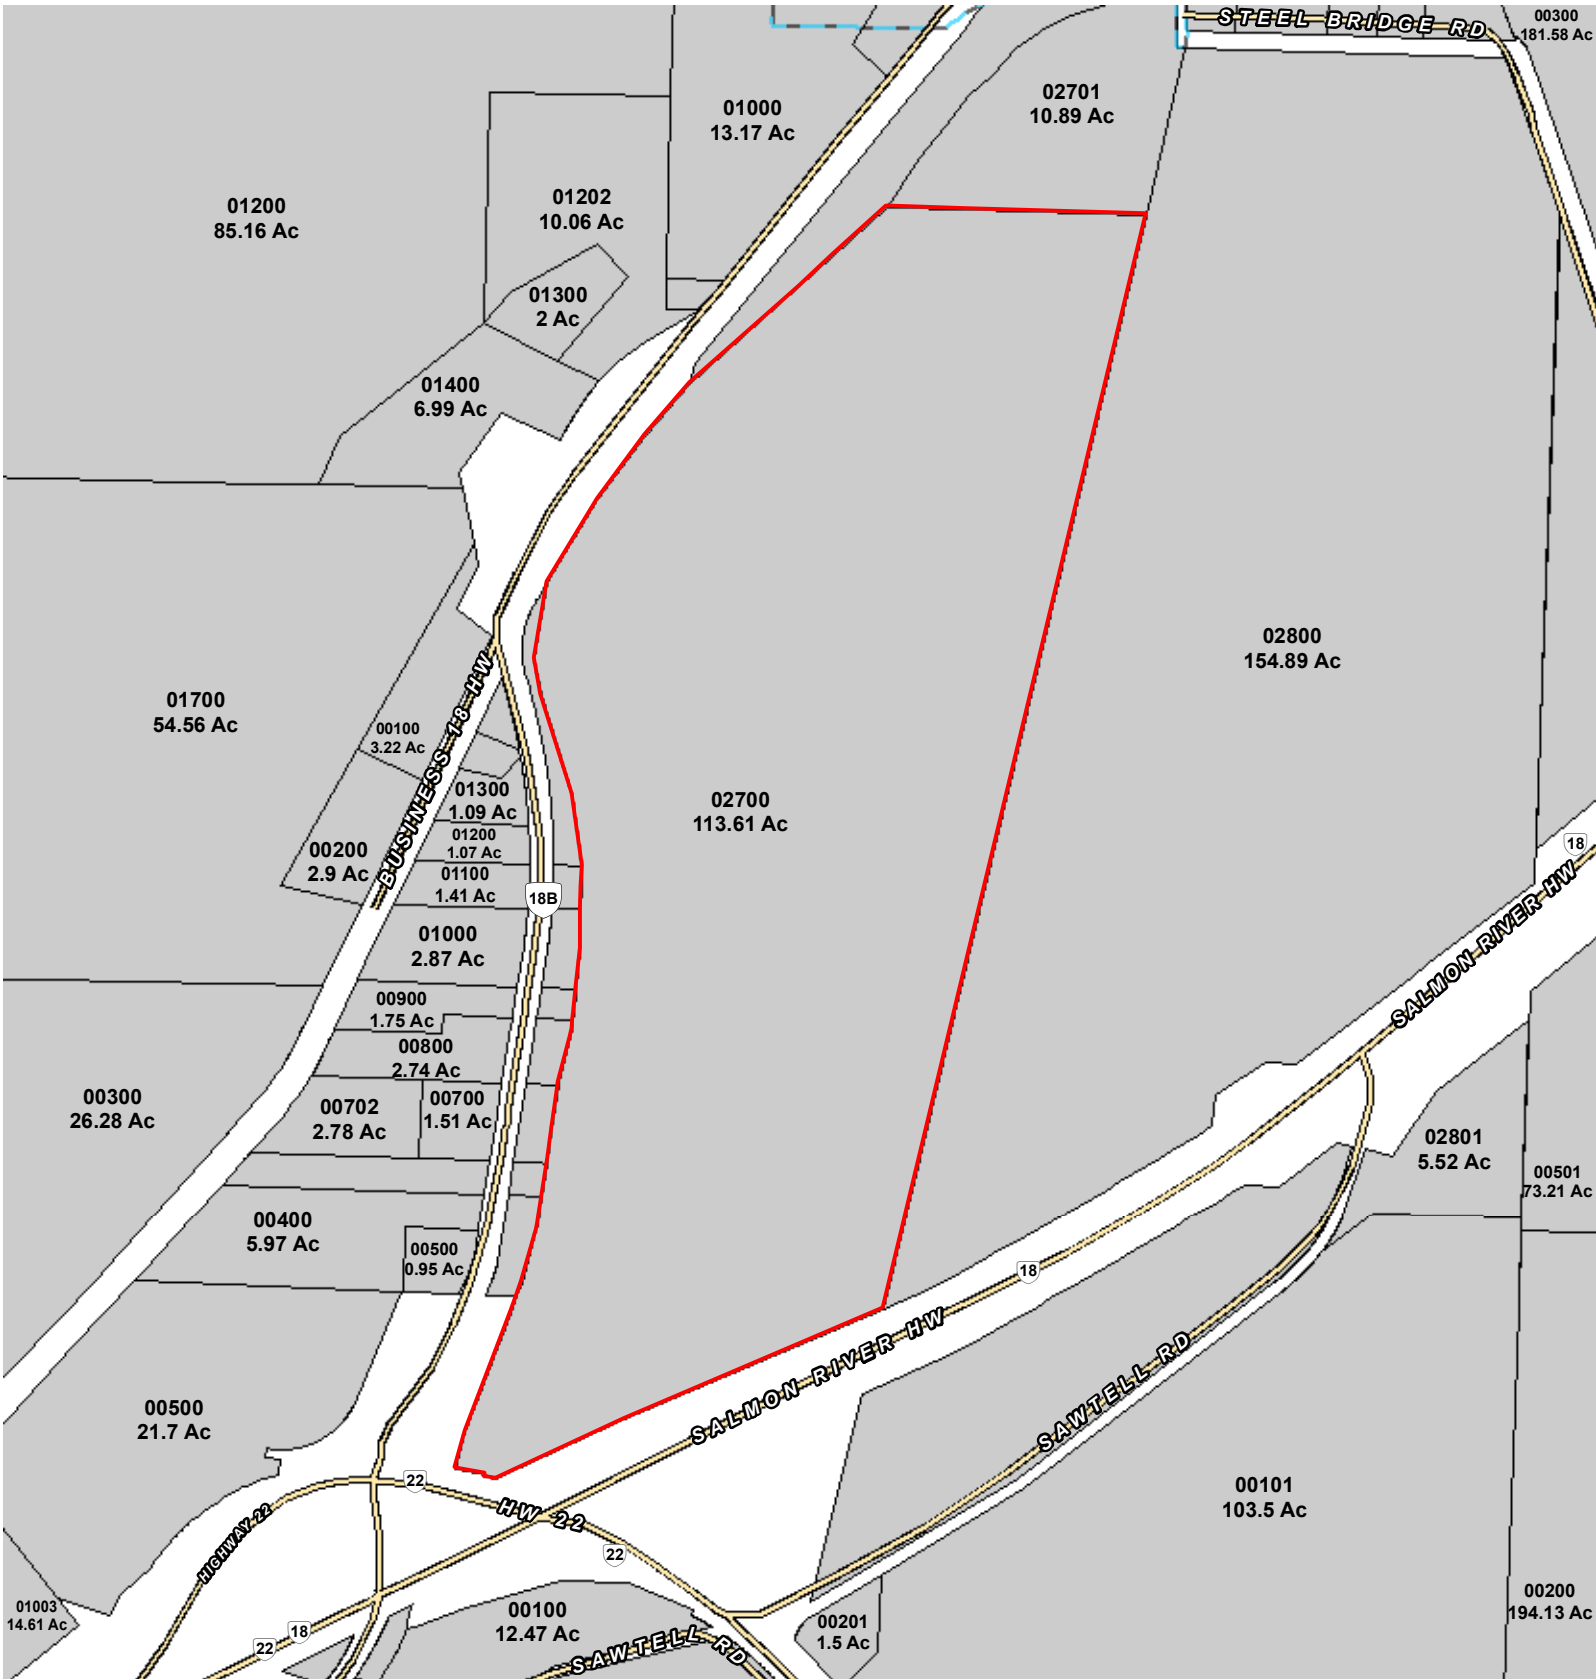 STEEL BRIDGE RD
00300
181.58 Ac
02701
10.89 Ac
01000
13.17 Ac
01200
85.16 Ac
01202
10.06 Ac
01300
2 Ac
01400
6.99 Ac
02800
154.89 Ac
BUSINESS 18 HW
01700
54.56 Ac
00100
3.22 Ac
01300
1.09 Ac
02700
113.61 Ac
01200
1.07 Ac
00200
2.9 Ac
01100
1.41 Ac
18B
18
SALMON RIVER HW
01000
2.87 Ac
00900
1.75 Ac
00800
2.74 Ac
00300
26.28 Ac
00702
2.78 Ac
00700
1.51 Ac
02801
5.52 Ac
00501
73.21 Ac
00400
5.97 Ac
00500
0.95 Ac
18
SALMON RIVER HW
SAWTELL RD
00500
21.7 Ac
22
HW 22
HIGHWAY 22
22
00101
103.5 Ac
01003
14.61 Ac
18
22
00100
12.47 Ac
SAWTELL RD
00201
1.5 Ac
00200
194.13 Ac